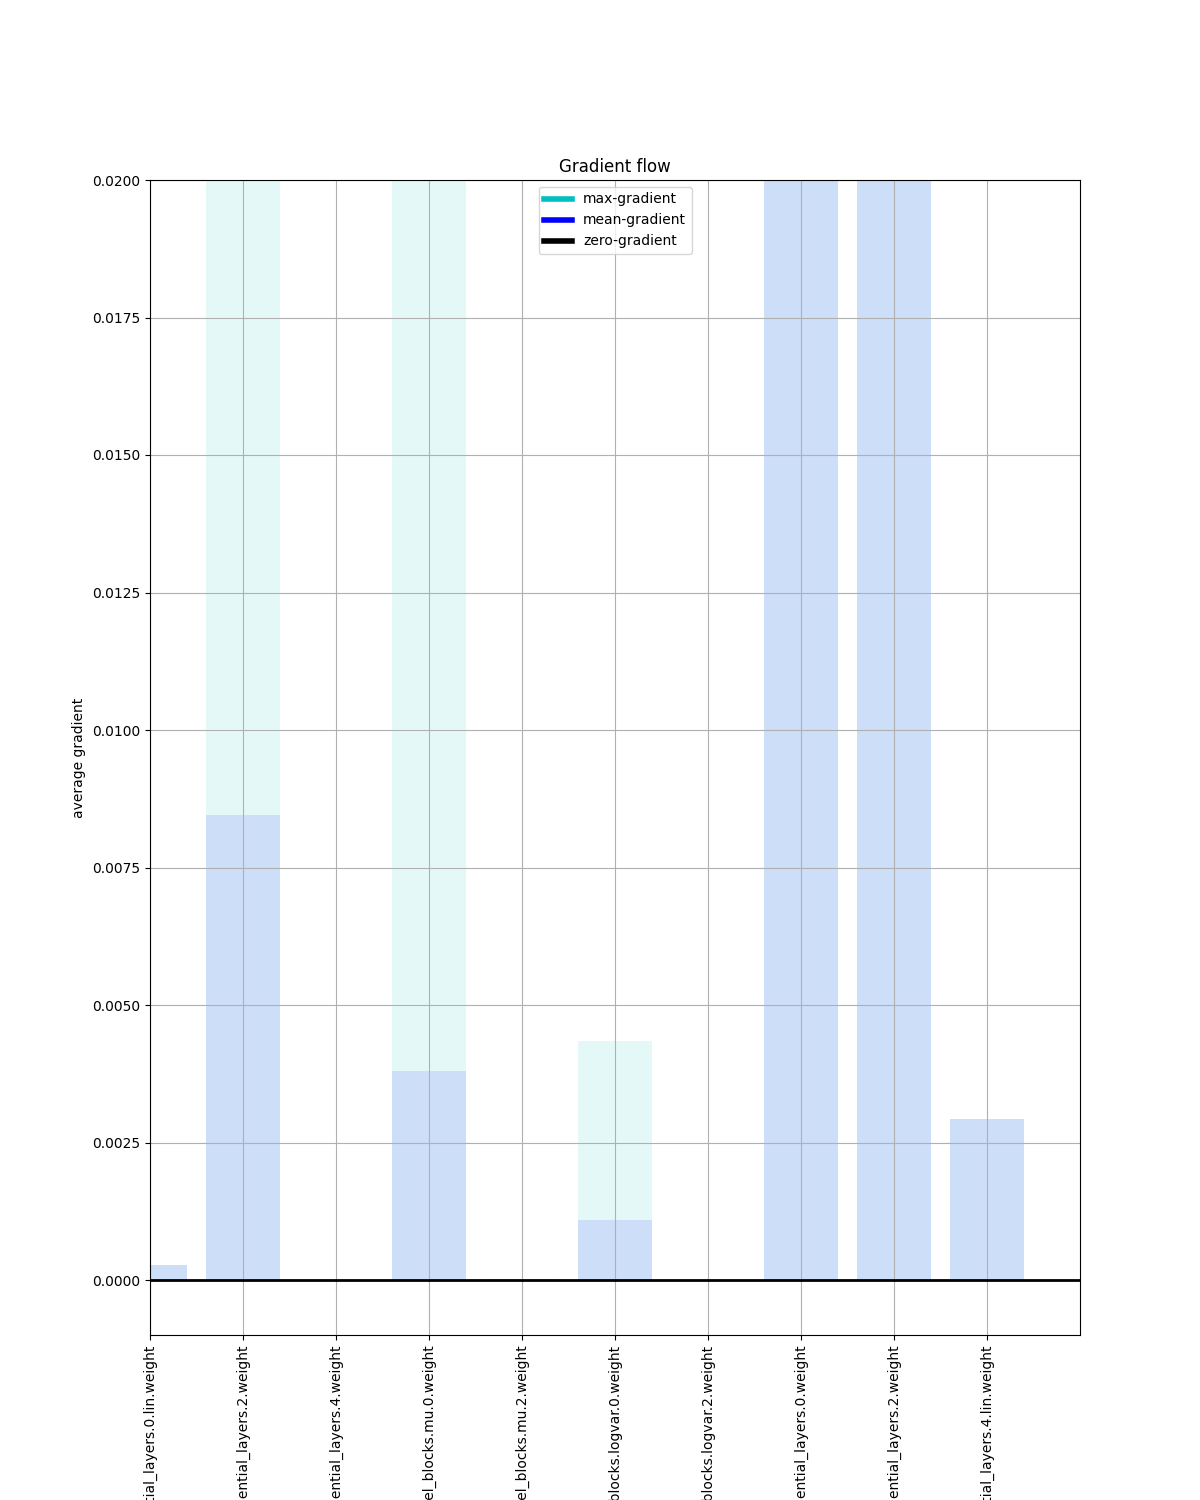 Gradient flow
max-gradient
mean-gradient
zero-gradient
0.0200
0.0175
0.0150
0.0125
0.0100
0.0075
0.0050
0.0025
0.0000
average gradient
tial_layers.0.lin.weight
ential_layers.2.weight
ential_layers.4.weight
el_blocks.mu.0.weight
el_blocks.mu.2.weight
blocks.logvar.0.weight
blocks.logvar.2.weight
ential_layers.0.weight
ential_layers.2.weight
tial_layers.4.lin.weight